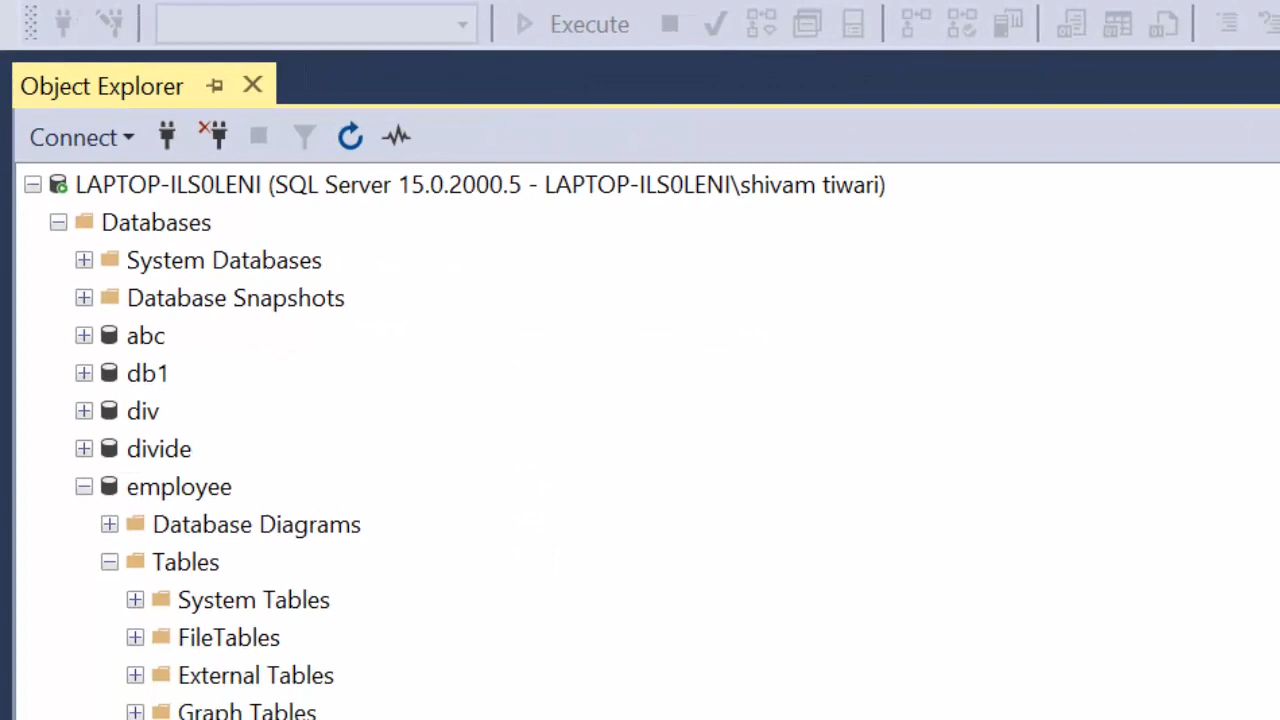 Execute
Object Explorer
Connect
LAPTOP-ILS0LENI (SQL Server 15.0.2000.5 - LAPTOP-ILS0LENI\shivam tiwari)
Databases
System Databases
Database Snapshots
abc
db1
div
divide
employee
Database Diagrams
Tables
System Tables
FileTables
External Tables
Graph Tables